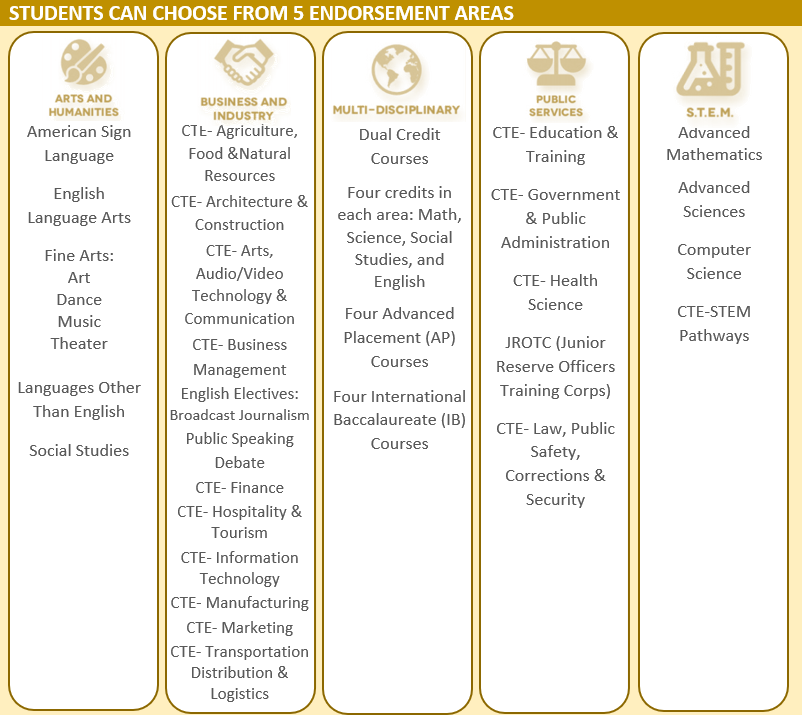 STUDENTS CAN CHOOSE FROM 5 ENDORSEMENT AREAS
ARTS AND
HUMANITIES
American Sign
Language
English
Language Arts
Fine Arts:
Art
Dance
Music
Theater
Languages Other
Than English
Social Studies
BUSINESS AND
INDUSTRY
CTE- Agriculture,
Food &Natural
Resources
CTE- Architecture &
Construction
CTE- Arts,
Audio/Video
Technology &
Communication
CTE- Business
Management
English Electives:
Broadcast Journalism
Public Speaking
Debate
CTE- Finance
CTE- Hospitality &
Tourism
CTE- Information
Technology
CTE- Manufacturing
CTE- Marketing
CTE- Transportation
Distribution &
Logistics
MULTI-DISCIPLINARY
Dual Credit
Courses
Four credits in
each area: Math,
Science, Social
Studies, and
English
Four Advanced
Placement (AP)
Courses
Four International
Baccalaureate (IB)
Courses
PUBLIC
SERVICES
CTE- Education &
Training
CTE- Government
& Public
Administration
CTE- Health
Science
JROTC (Junior
Reserve Officers
Training Corps)
CTE- Law, Public
Safety,
Corrections &
Security
S.T.E.M.
Advanced
Mathematics
Advanced
Sciences
Computer
Science
CTE-STEM
Pathways